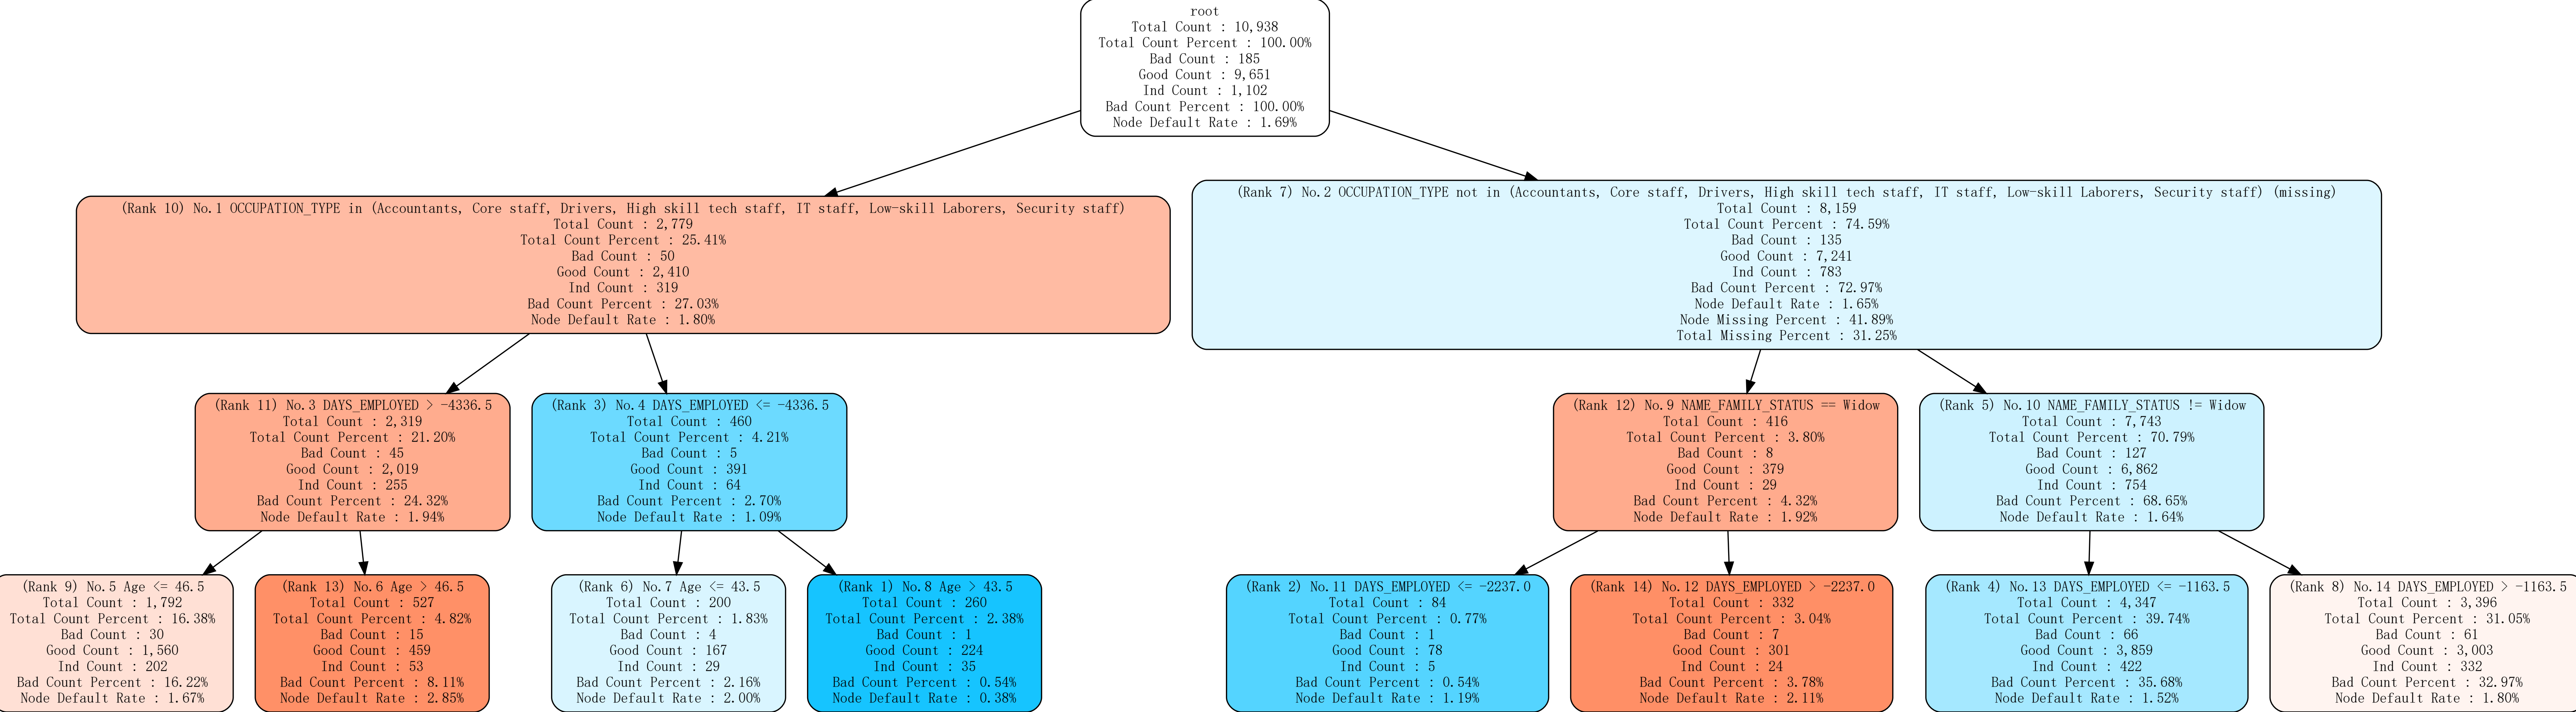 root
Total Count : 10,938
Total Count Percent : 100.00%
Bad Count : 185
Good Count : 9,651
Ind Count : 1,102
Bad Count Percent : 100.00%
Node Default Rate : 1.69%
(Rank 10) No.1 OCCUPATION_TYPE in (Accountants, Core staff, Drivers, High skill tech staff, IT staff, Low-skill Laborers, Security staff)
Total Count : 2,779
Total Count Percent : 25.41%
Bad Count : 50
Good Count : 2,410
Ind Count : 319
Bad Count Percent : 27.03%
Node Default Rate : 1.80%
(Rank 7) No.2 OCCUPATION_TYPE not in (Accountants, Core staff, Drivers, High skill tech staff, IT staff, Low-skill Laborers, Security staff) (missing)
Total Count : 8,159
Total Count Percent : 74.59%
Bad Count : 135
Good Count : 7,241
Ind Count : 783
Bad Count Percent : 72.97%
Node Default Rate : 1.65%
Node Missing Percent : 41.89%
Total Missing Percent : 31.25%
(Rank 11) No.3 DAYS_EMPLOYED > -4336.5
Total Count : 2,319
Total Count Percent : 21.20%
Bad Count : 45
Good Count : 2,019
Ind Count : 255
Bad Count Percent : 24.32%
Node Default Rate : 1.94%
(Rank 3) No.4 DAYS_EMPLOYED <= -4336.5
Total Count : 460
Total Count Percent : 4.21%
Bad Count : 5
Good Count : 391
Ind Count : 64
Bad Count Percent : 2.70%
Node Default Rate : 1.09%
(Rank 12) No.9 NAME_FAMILY_STATUS == Widow
Total Count : 416
Total Count Percent : 3.80%
Bad Count : 8
Good Count : 379
Ind Count : 29
Bad Count Percent : 4.32%
Node Default Rate : 1.92%
(Rank 5) No.10 NAME_FAMILY_STATUS != Widow
Total Count : 7,743
Total Count Percent : 70.79%
Bad Count : 127
Good Count : 6,862
Ind Count : 754
Bad Count Percent : 68.65%
Node Default Rate : 1.64%
(Rank 9) No.5 Age <= 46.5
Total Count : 1,792
Total Count Percent : 16.38%
Bad Count : 30
Good Count : 1,560
Ind Count : 202
Bad Count Percent : 16.22%
Node Default Rate : 1.67%
(Rank 13) No.6 Age > 46.5
Total Count : 527
Total Count Percent : 4.82%
Bad Count : 15
Good Count : 459
Ind Count : 53
Bad Count Percent : 8.11%
Node Default Rate : 2.85%
(Rank 6) No.7 Age <= 43.5
Total Count : 200
Total Count Percent : 1.83%
Bad Count : 4
Good Count : 167
Ind Count : 29
Bad Count Percent : 2.16%
Node Default Rate : 2.00%
(Rank 1) No.8 Age > 43.5
Total Count : 260
Total Count Percent : 2.38%
Bad Count : 1
Good Count : 224
Ind Count : 35
Bad Count Percent : 0.54%
Node Default Rate : 0.38%
(Rank 2) No.11 DAYS_EMPLOYED <= -2237.0
Total Count : 84
Total Count Percent : 0.77%
Bad Count : 1
Good Count : 78
Ind Count : 5
Bad Count Percent : 0.54%
Node Default Rate : 1.19%
(Rank 14) No.12 DAYS_EMPLOYED > -2237.0
Total Count : 332
Total Count Percent : 3.04%
Bad Count : 7
Good Count : 301
Ind Count : 24
Bad Count Percent : 3.78%
Node Default Rate : 2.11%
(Rank 4) No.13 DAYS_EMPLOYED <= -1163.5
Total Count : 4,347
Total Count Percent : 39.74%
Bad Count : 66
Good Count : 3,859
Ind Count : 422
Bad Count Percent : 35.68%
Node Default Rate : 1.52%
(Rank 8) No.14 DAYS_EMPLOYED > -1163.5
Total Count : 3,396
Total Count Percent : 31.05%
Bad Count : 61
Good Count : 3,003
Ind Count : 332
Bad Count Percent : 32.97%
Node Default Rate : 1.80%